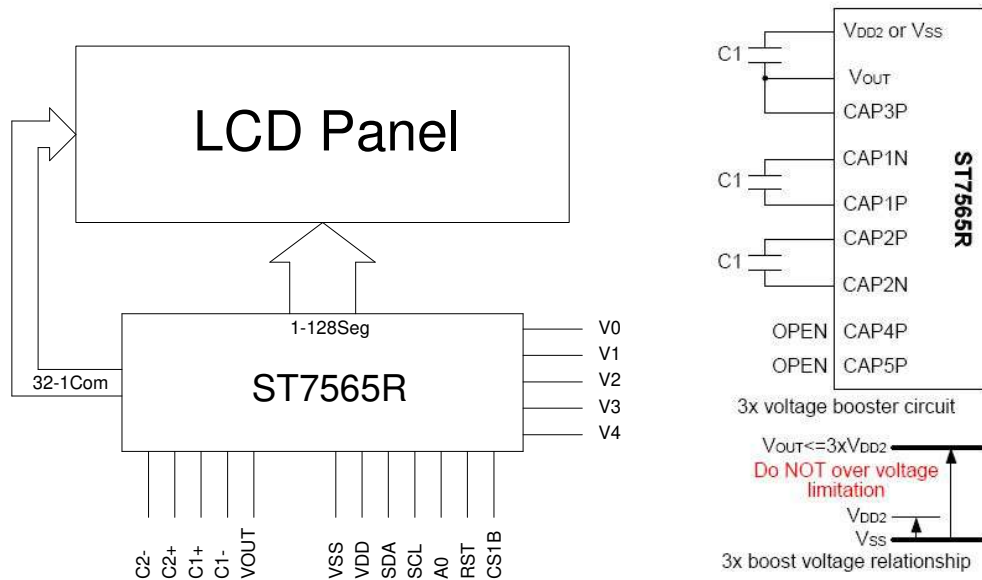 LCD Panel
1-128Seg
ST7565R
32-1Com
V0
V1
V2
V3
V4
C2-
C2+
C1+
C1-
VOUT
VSS
VDD
SDA
SCL
A0
RST
CS1B
C1
VDD2 or VSS
VOUT
CAP3P
C1
CAP1N
CAP1P
C1
CAP2P
CAP2N
OPEN CAP4P
OPEN CAP5P
ST7565R
3x voltage booster circuit
VOUT<=3xVDD2
Do NOT over voltage
limitation
VDD2
VSS
3x boost voltage relationship